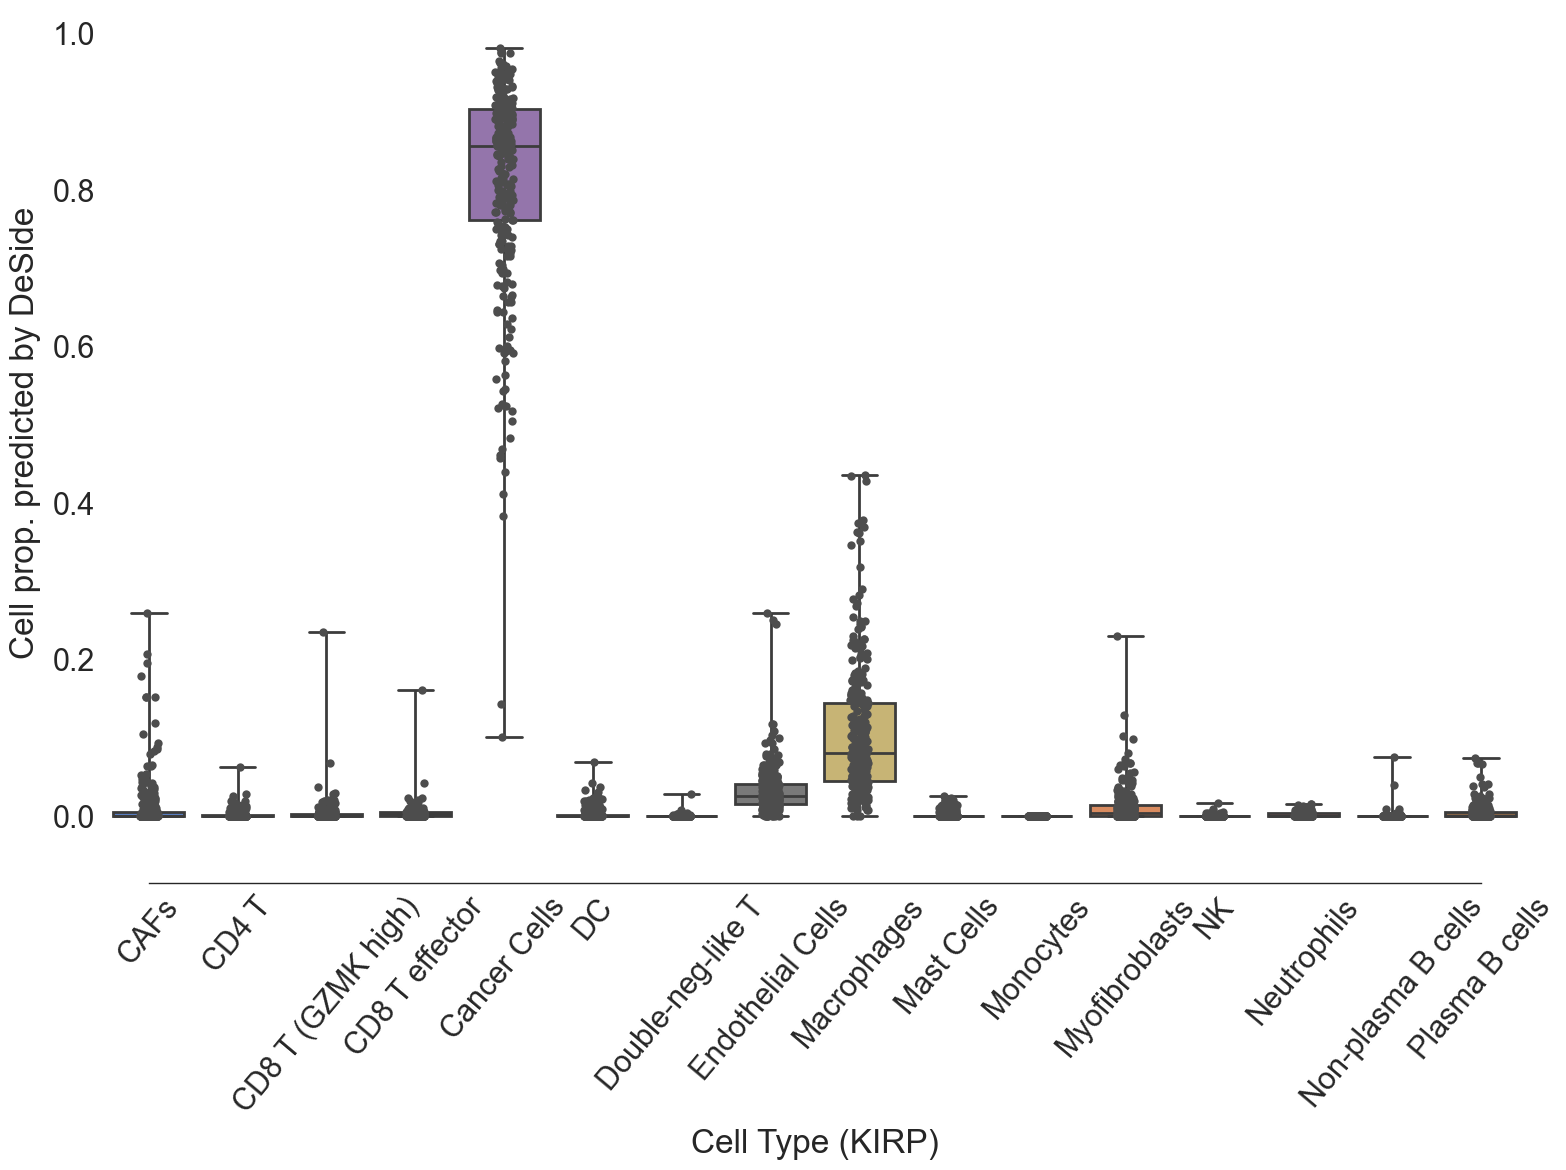 Cell prop. predicted by DeSide
1.0
0.8
0.6
0.4
0.2
0.0
CAFs
CD4 T
CD8 T (GZMK high)
CD8 T effector
Cancer Cells
DC
Double-neg-like T
Endothelial Cells
Macrophages
Mast Cells
Monocytes
Myofibroblasts
NK
Neutrophils
Non-plasma B cells
Plasma B cells
Cell Type (KIRP)